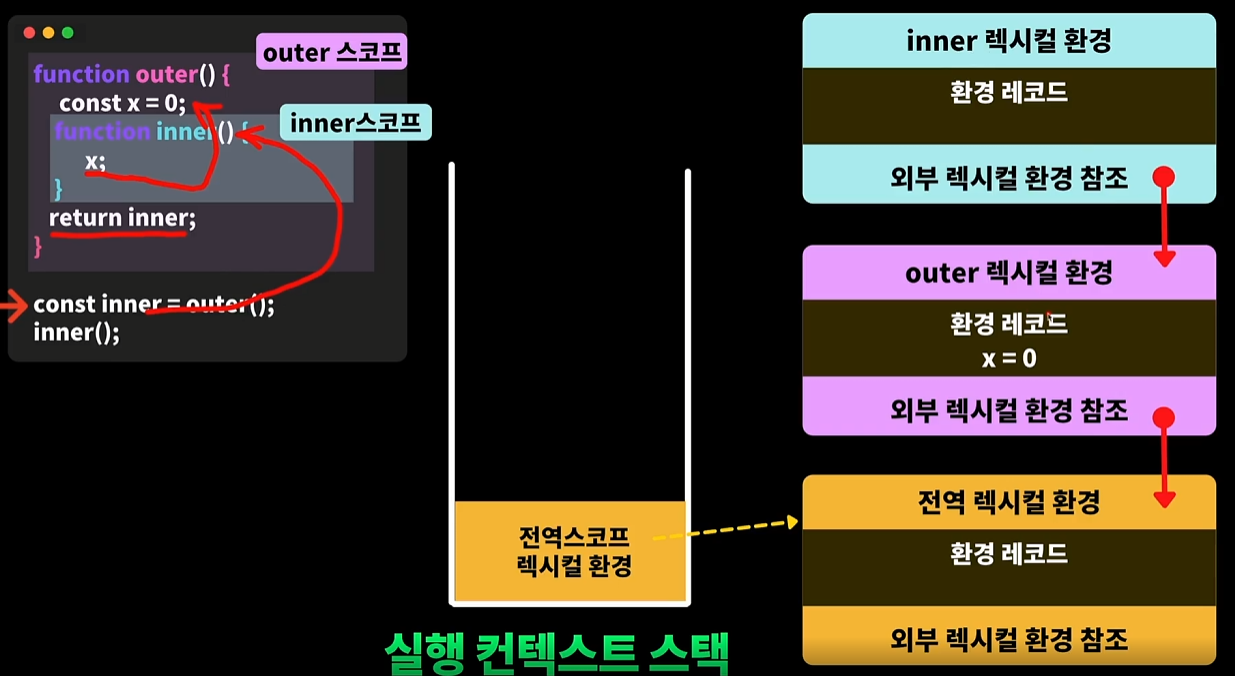 outer 스코프
function outer() {
const x = 0;
function inner() {
inner스코프
x;
}
return inner;
}
const inner = outer();
inner();
전역스코프
렉시컬 환경
실행 컨텍스트 스택
inner 렉시컬 환경
환경 레코드
외부 렉시컬 환경 참조
outer 렉시컬 환경
환경 레코드
x = 0
외부 렉시컬 환경 참조
전역 렉시컬 환경
환경 레코드
외부 렉시컬 환경 참조